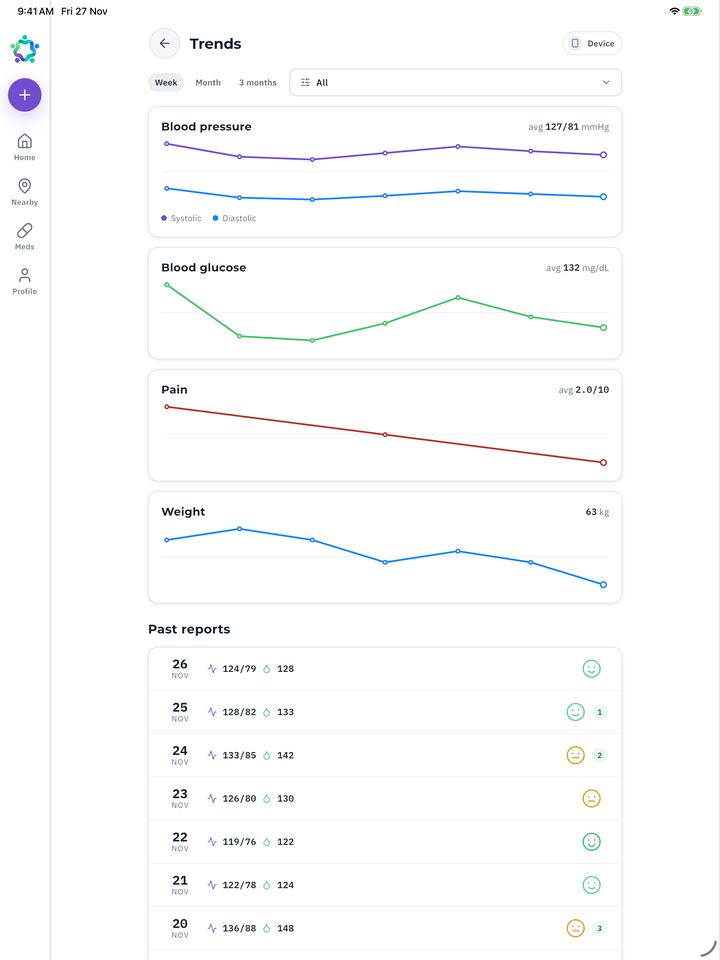 9:41 AM Fri 27 Nov
Trends
Device
Week Month 3 months All
Home
Nearby
Meds
Profile
Blood pressure avg 127/81 mmHg
Systolic Diastolic
Blood glucose avg 132 mg/dL
Pain avg 2.0/10
Weight 63 kg
Past reports
26 NOV 124/79 128
25 NOV 128/82 133 1
24 NOV 133/85 142 2
23 NOV 126/80 130
22 NOV 119/76 122
21 NOV 122/78 124
20 NOV 136/88 148 3